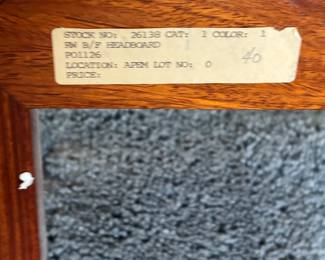 STOCK NO: 26138 CAT: 1 COLOR: 1
RW B/F HEADBOARD
PO1126
LOCATION: APEM LOT NO: 0
PRICE:
40